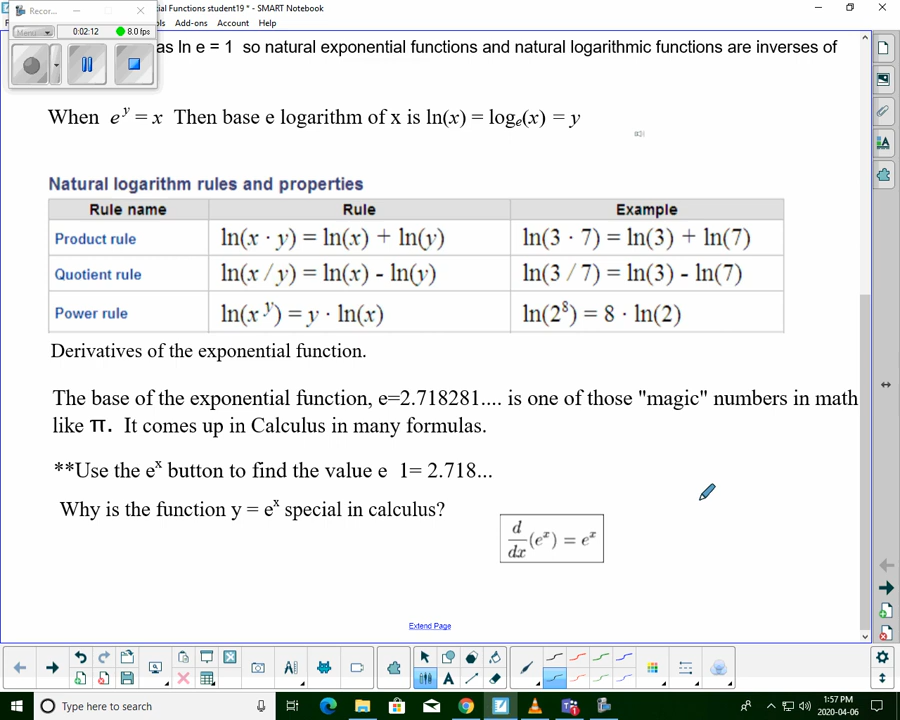 Recor...
l Functions student19 * - SMART Notebook
Menu
0:02:12
8.0 fps
ls Add-ons Account Help
as ln e = 1 so natural exponential functions and natural logarithmic functions are inverses of
When e^y = x Then base e logarithm of x is ln(x) = logₑ(x) = y
Natural logarithm rules and properties
Rule name Rule Example
Product rule ln(x · y) = ln(x) + ln(y) ln(3 · 7) = ln(3) + ln(7)
Quotient rule ln(x / y) = ln(x) - ln(y) ln(3 / 7) = ln(3) - ln(7)
Power rule ln(x^y) = y · ln(x) ln(2⁸) = 8 · ln(2)
Derivatives of the exponential function.
The base of the exponential function, e=2.718281.... is one of those "magic" numbers in math
like π. It comes up in Calculus in many formulas.
**Use the eˣ button to find the value e 1= 2.718...
Why is the function y = eˣ special in calculus?
d/dx (eˣ) = eˣ
Extend Page
Type here to search
1:57 PM
2020-04-06